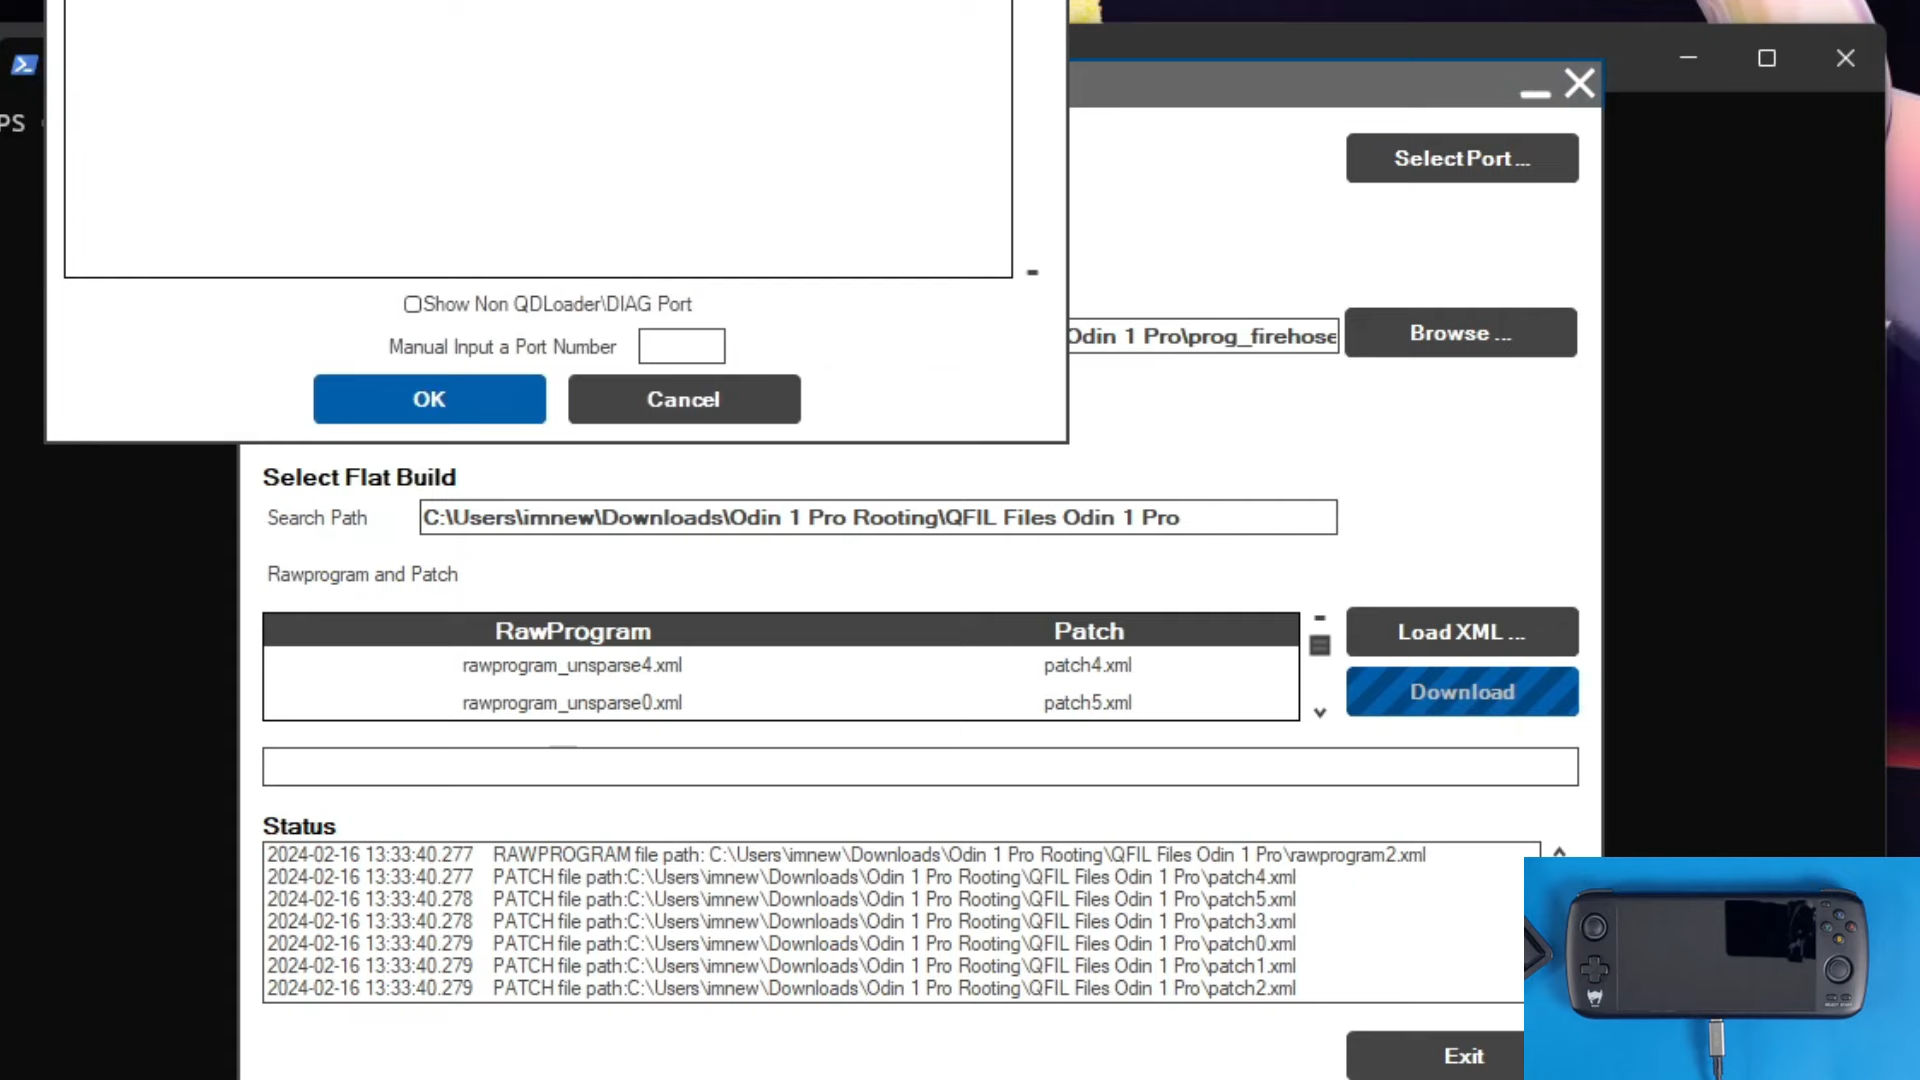 PS
Select Port ...
Show Non QDLoader\DIAG Port
Manual Input a Port Number
Odin 1 Pro\prog_firehose
Browse ...
OK
Cancel
Select Flat Build
Search Path
C:\Users\imnew\Downloads\Odin 1 Pro Rooting\QFIL Files Odin 1 Pro
Rawprogram and Patch
RawProgram Patch
rawprogram_unsparse4.xml patch4.xml
rawprogram_unsparse0.xml patch5.xml
Load XML ...
Download
Status
2024-02-16 13:33:40.277 RAWPROGRAM file path: C:\Users\imnew\Downloads\Odin 1 Pro Rooting\QFIL Files Odin 1 Pro\rawprogram2.xml
2024-02-16 13:33:40.277 PATCH file path:C:\Users\imnew\Downloads\Odin 1 Pro Rooting\QFIL Files Odin 1 Pro\patch4.xml
2024-02-16 13:33:40.278 PATCH file path:C:\Users\imnew\Downloads\Odin 1 Pro Rooting\QFIL Files Odin 1 Pro\patch5.xml
2024-02-16 13:33:40.278 PATCH file path:C:\Users\imnew\Downloads\Odin 1 Pro Rooting\QFIL Files Odin 1 Pro\patch3.xml
2024-02-16 13:33:40.279 PATCH file path:C:\Users\imnew\Downloads\Odin 1 Pro Rooting\QFIL Files Odin 1 Pro\patch0.xml
2024-02-16 13:33:40.279 PATCH file path:C:\Users\imnew\Downloads\Odin 1 Pro Rooting\QFIL Files Odin 1 Pro\patch1.xml
2024-02-16 13:33:40.279 PATCH file path:C:\Users\imnew\Downloads\Odin 1 Pro Rooting\QFIL Files Odin 1 Pro\patch2.xml
Exit